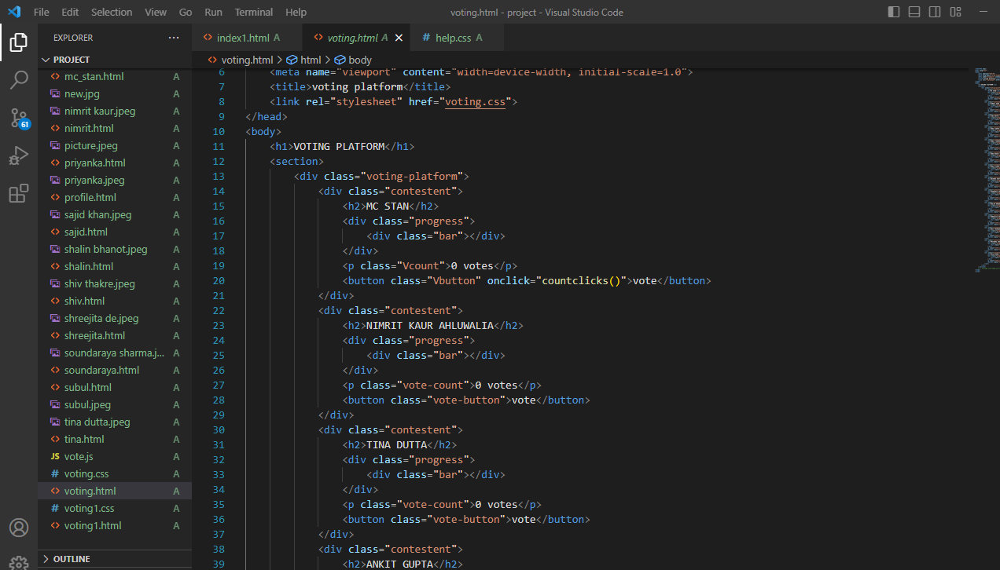 File Edit Selection View Go Run Terminal Help voting.html - project - Visual Studio Code
EXPLORER ···
PROJECT
mc_stan.html A
new.jpg A
nimrit kaur.jpeg A
nimrit.html A
picture.jpeg A
priyanka.html A
priyanka.jpeg A
profile.html A
sajid khan.jpeg A
sajid.html A
shalin bhanot.jpeg A
shalin.html A
shiv thakre.jpeg A
shiv.html A
shreejita de.jpeg A
shreejita.html A
soundaraya sharma.j... A
soundaraya.html A
subul.html A
subul.jpeg A
tina dutta.jpeg A
tina.html A
JS vote.js A
# voting.css A
voting.html A
# voting1.css A
voting1.html A
OUTLINE
61
<> index1.html A <> voting.html A # help.css A
<> voting.html > html > body
6 <meta name="viewport" content="width=device-width, initial-scale=1.0">
7 <title>voting platform</title>
8 <link rel="stylesheet" href="voting.css">
9 </head>
10 <body>
11 <h1>VOTING PLATFORM</h1>
12 <section>
13 <div class="voting-platform">
14 <div class="contestent">
15 <h2>MC STAN</h2>
16 <div class="progress">
17 <div class="bar"></div>
18 </div>
19 <p class="Vcount">0 votes</p>
20 <button class="Vbutton" onclick="countclicks()">vote</button>
21 </div>
22 <div class="contestent">
23 <h2>NIMRIT KAUR AHLUWALIA</h2>
24 <div class="progress">
25 <div class="bar"></div>
26 </div>
27 <p class="vote-count">0 votes</p>
28 <button class="vote-button">vote</button>
29 </div>
30 <div class="contestent">
31 <h2>TINA DUTTA</h2>
32 <div class="progress">
33 <div class="bar"></div>
34 </div>
35 <p class="vote-count">0 votes</p>
36 <button class="vote-button">vote</button>
37 </div>
38 <div class="contestent">
39 <h2>ANKIT GUPTA</h2>